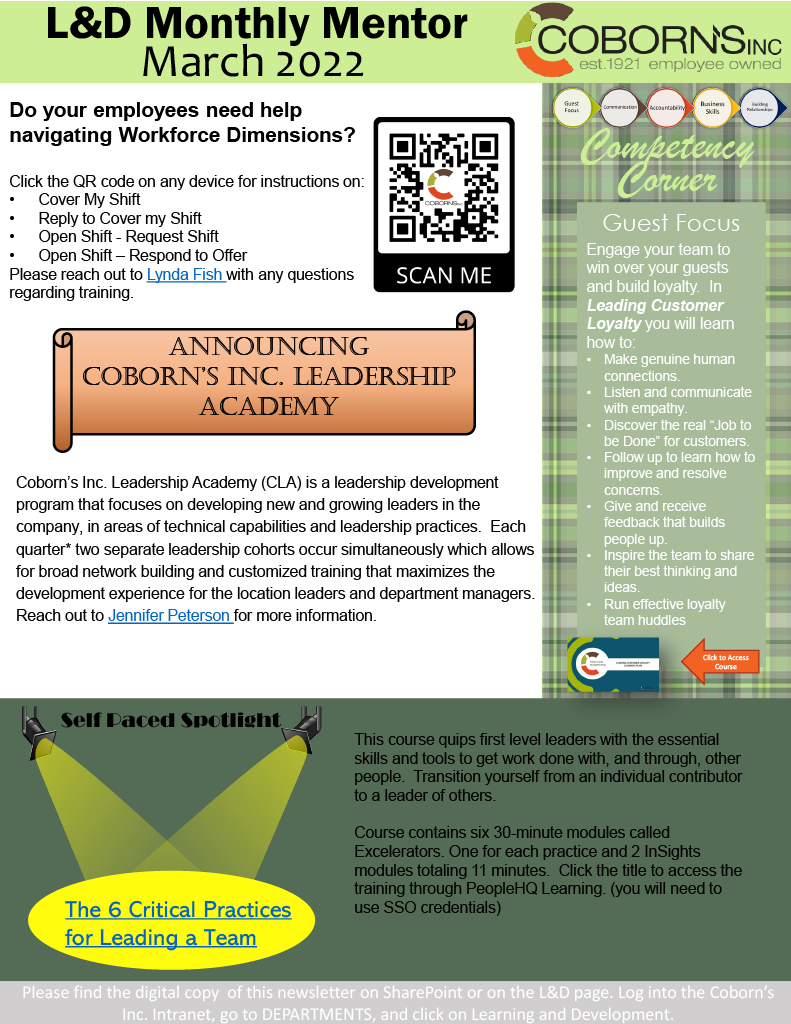 L&D Monthly Mentor
March 2022
COBORN'S INC
est.1921 employee owned
Do your employees need help
navigating Workforce Dimensions?
Click the QR code on any device for instructions on:
• Cover My Shift
• Reply to Cover my Shift
• Open Shift - Request Shift
• Open Shift – Respond to Offer
Please reach out to Lynda Fish with any questions
regarding training.
COBORN'S INC
SCAN ME
ANNOUNCING
COBORN'S INC. LEADERSHIP
ACADEMY
Coborn's Inc. Leadership Academy (CLA) is a leadership development
program that focuses on developing new and growing leaders in the
company, in areas of technical capabilities and leadership practices. Each
quarter* two separate leadership cohorts occur simultaneously which allows
for broad network building and customized training that maximizes the
development experience for the location leaders and department managers.
Reach out to Jennifer Peterson for more information.
Guest
Focus
Communication
Accountability
Business
Skills
Building
Relationships
Competency
Corner
Guest Focus
Engage your team to
win over your guests
and build loyalty. In
Leading Customer
Loyalty you will learn
how to:
• Make genuine human
connections.
• Listen and communicate
with empathy.
• Discover the real "Job to
be Done" for customers.
• Follow up to learn how to
improve and resolve
concerns.
• Give and receive
feedback that builds
people up.
• Inspire the team to share
their best thinking and
ideas.
• Run effective loyalty
team huddles
Click to Access
Course
Self Paced Spotlight
The 6 Critical Practices
for Leading a Team
This course quips first level leaders with the essential
skills and tools to get work done with, and through, other
people. Transition yourself from an individual contributor
to a leader of others.
Course contains six 30-minute modules called
Excelerators. One for each practice and 2 InSights
modules totaling 11 minutes. Click the title to access the
training through PeopleHQ Learning. (you will need to
use SSO credentials)
Please find the digital copy of this newsletter on SharePoint or on the L&D page. Log into the Coborn's
Inc. Intranet, go to DEPARTMENTS, and click on Learning and Development.